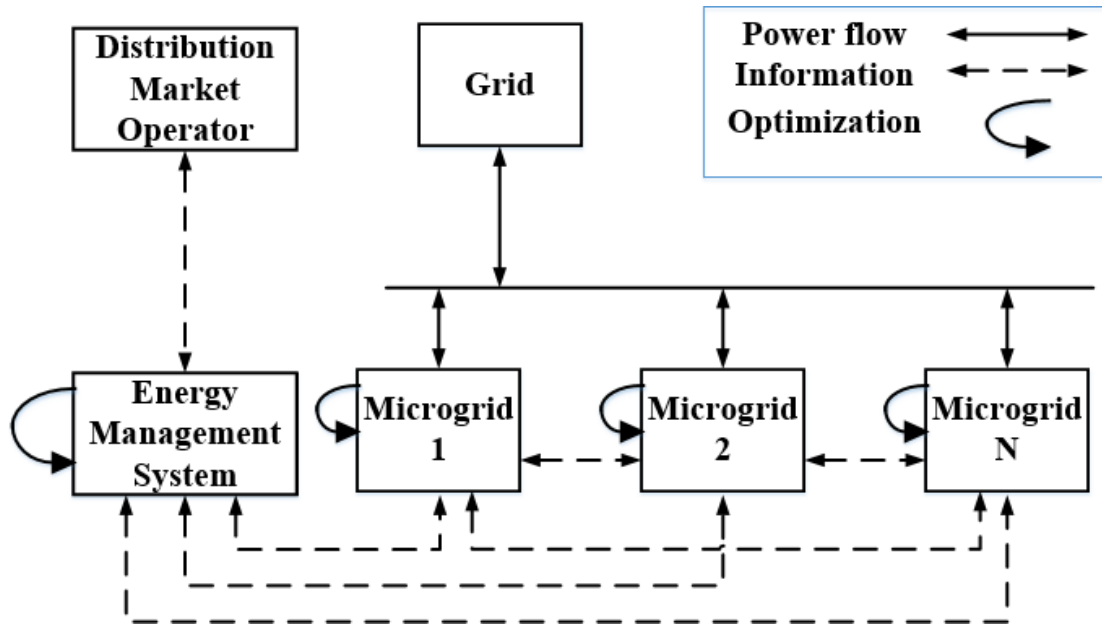 Distribution
Market
Operator
Grid
Power flow
Information
Optimization
Energy
Management
System
Microgrid
1
Microgrid
2
Microgrid
N